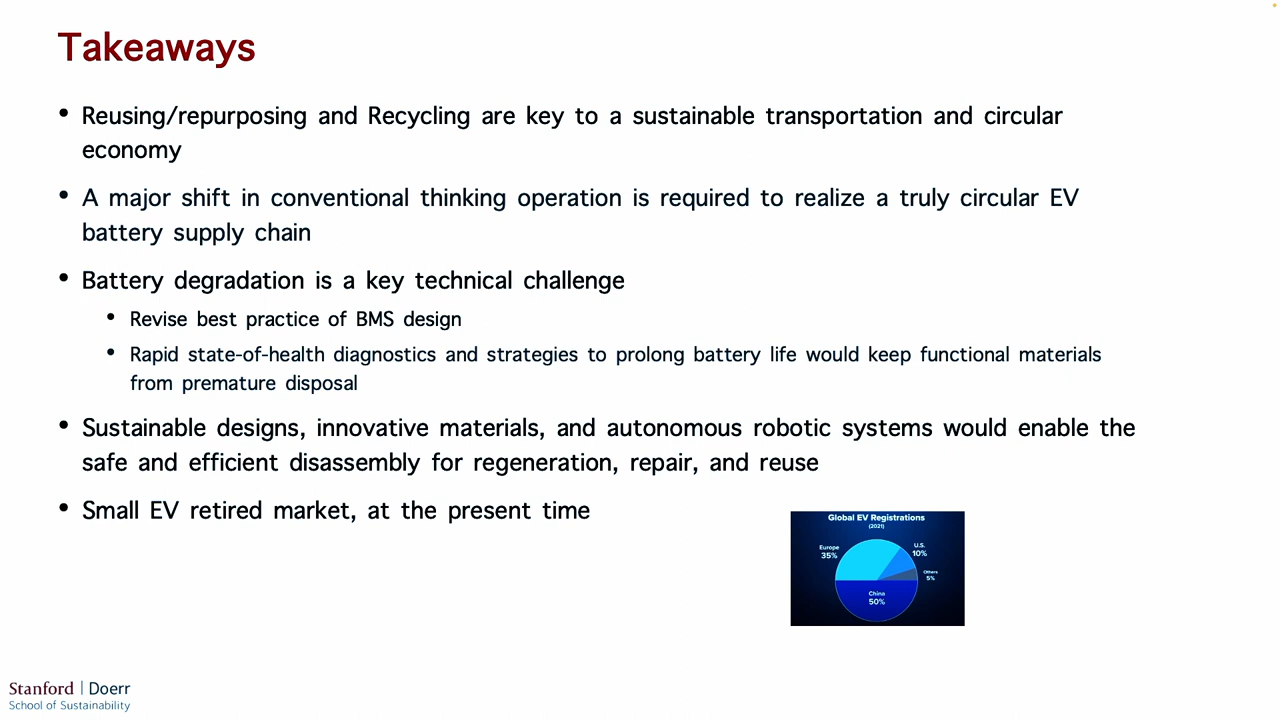 Takeaways
• Reusing/repurposing and Recycling are key to a sustainable transportation and circular
economy
• A major shift in conventional thinking operation is required to realize a truly circular EV
battery supply chain
• Battery degradation is a key technical challenge
• Revise best practice of BMS design
• Rapid state-of-health diagnostics and strategies to prolong battery life would keep functional materials
from premature disposal
• Sustainable designs, innovative materials, and autonomous robotic systems would enable the
safe and efficient disassembly for regeneration, repair, and reuse
• Small EV retired market, at the present time
Global EV Registrations
(2021)
Europe
35%
U.S.
10%
Others
5%
China
50%
Stanford | Doerr
School of Sustainability